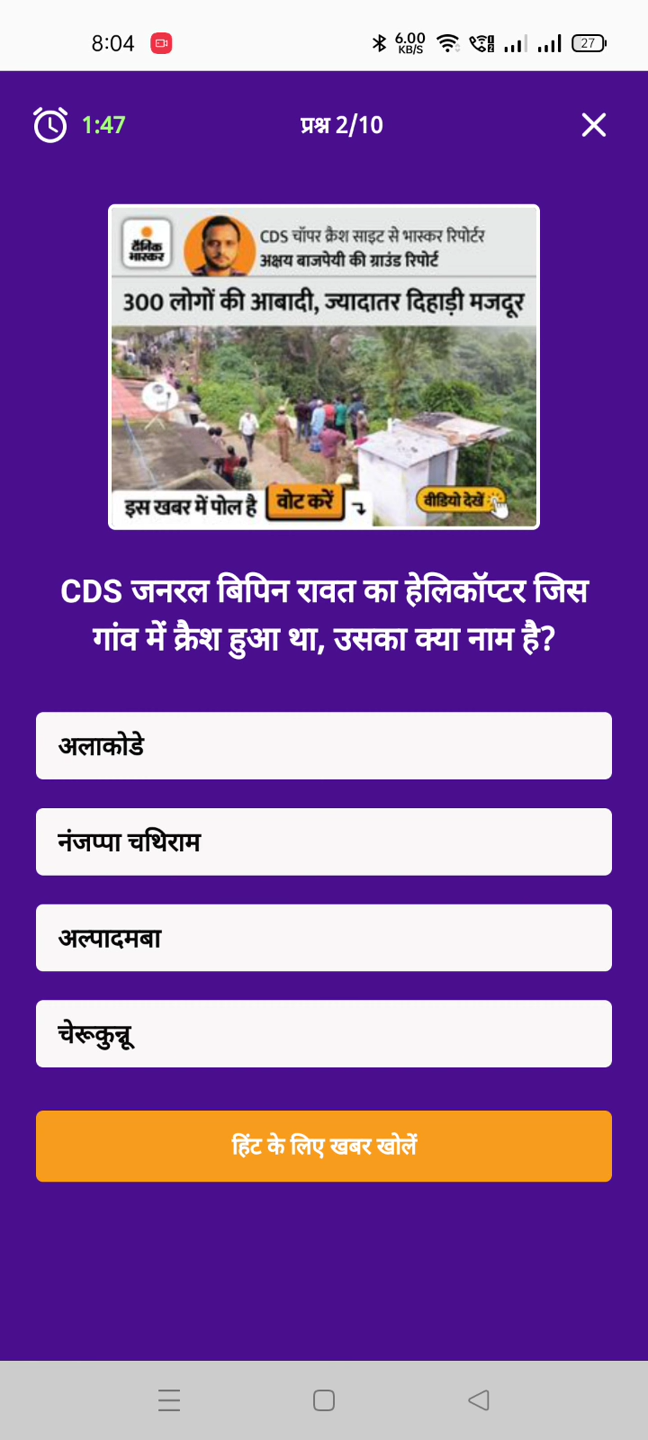 8:04
6.00
KB/S
27
1:47
प्रश्न 2/10
दैनिक
भास्कर
CDS चॉपर क्रैश साइट से भास्कर रिपोर्टर
अक्षय बाजपेयी की ग्राउंड रिपोर्ट
300 लोगों की आबादी, ज्यादातर दिहाड़ी मजदूर
इस खबर में पोल है
वोट करें
वीडियो देखें
CDS जनरल बिपिन रावत का हेलिकॉप्टर जिस
गांव में क्रैश हुआ था, उसका क्या नाम है?
अलाकोडे
नंजप्पा चथिराम
अल्पादमबा
चेरूकुन्नू
हिंट के लिए खबर खोलें